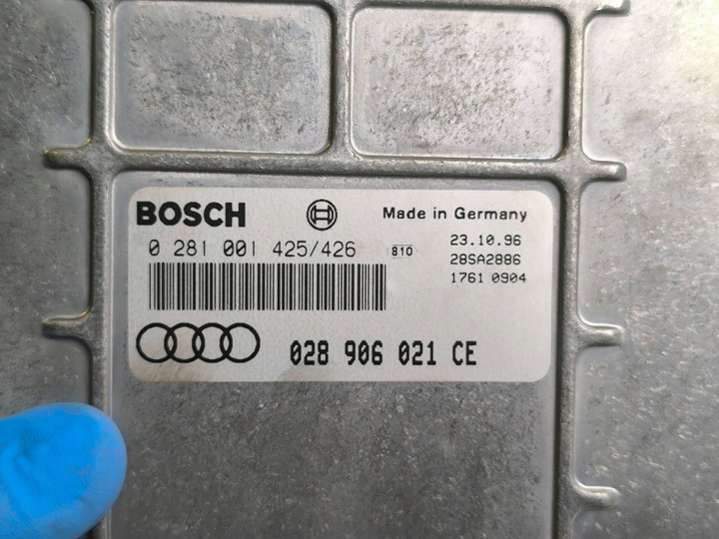 BOSCH Made in Germany
0 281 001 425/426 810 23.10.96
28SA2886
1761 0904
028 906 021 CE